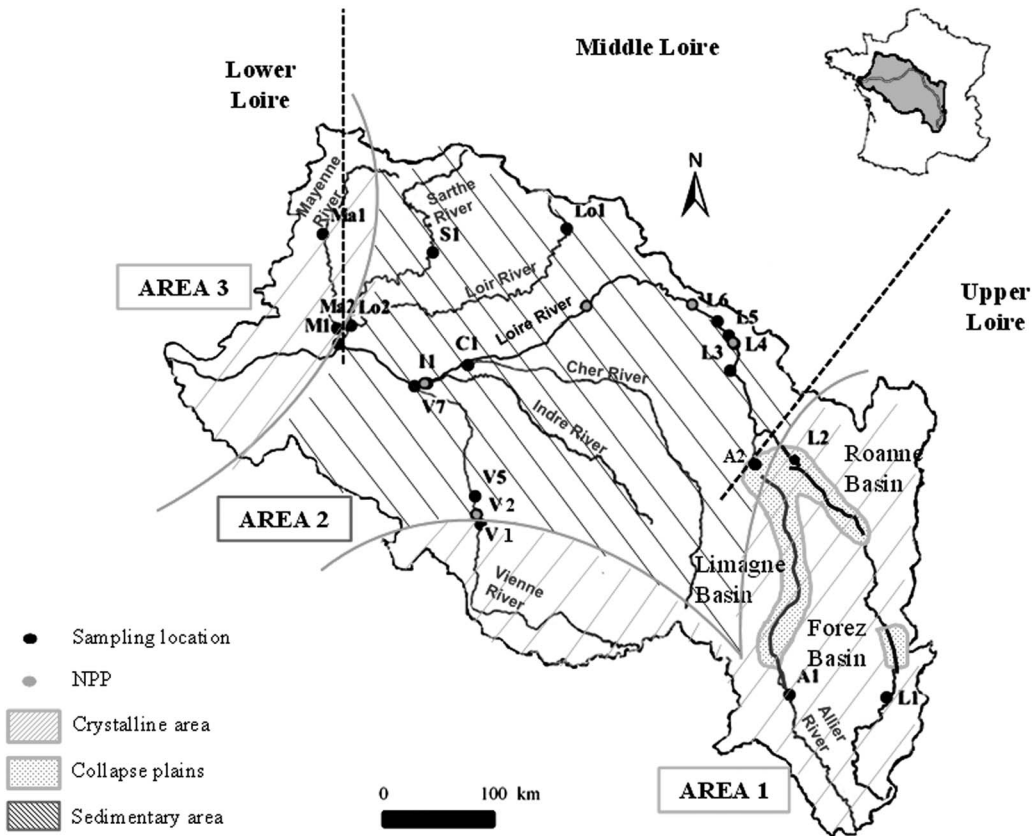 Middle Loire
Lower
Loire
N
Mayenne
River
Ma1
Sarthe
River
S1
Lo1
AREA 3
Loir River
Upper
Loire
Ma2
Lo2
M1
Loire River
L6
L5
L4
L3
C1
I1
V7
Cher River
Indre River
A2
L2
Roanne
Basin
V5
V2
V1
AREA 2
Limagne
Basin
Vienne
River
Forez
Basin
A1
L1
Allier
River
Sampling location
NPP
Crystalline area
Collapse plains
Sedimentary area
0 100 km
AREA 1